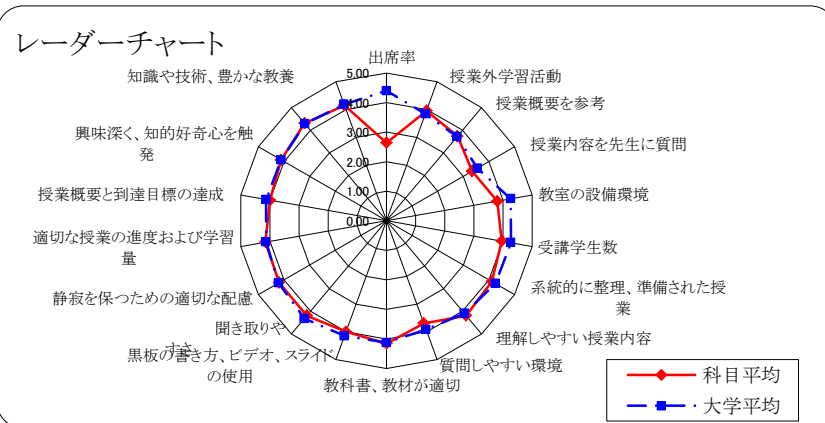 レーダーチャート
出席率
授業外学習活動
授業概要を参考
授業内容を先生に質問
教室の設備環境
受講学生数
系統的に整理、準備された授
業
理解しやすい授業内容
質問しやすい環境
教科書、教材が適切
黒板の書き方、ビデオ、スライド
の使用
聞き取りや
すさ
静寂を保つための適切な配慮
適切な授業の進度および学習
量
授業概要と到達目標の達成
興味深く、知的好奇心を触
発
知識や技術、豊かな教養
5.00
4.00
3.00
2.00
1.00
0.00
科目平均
大学平均